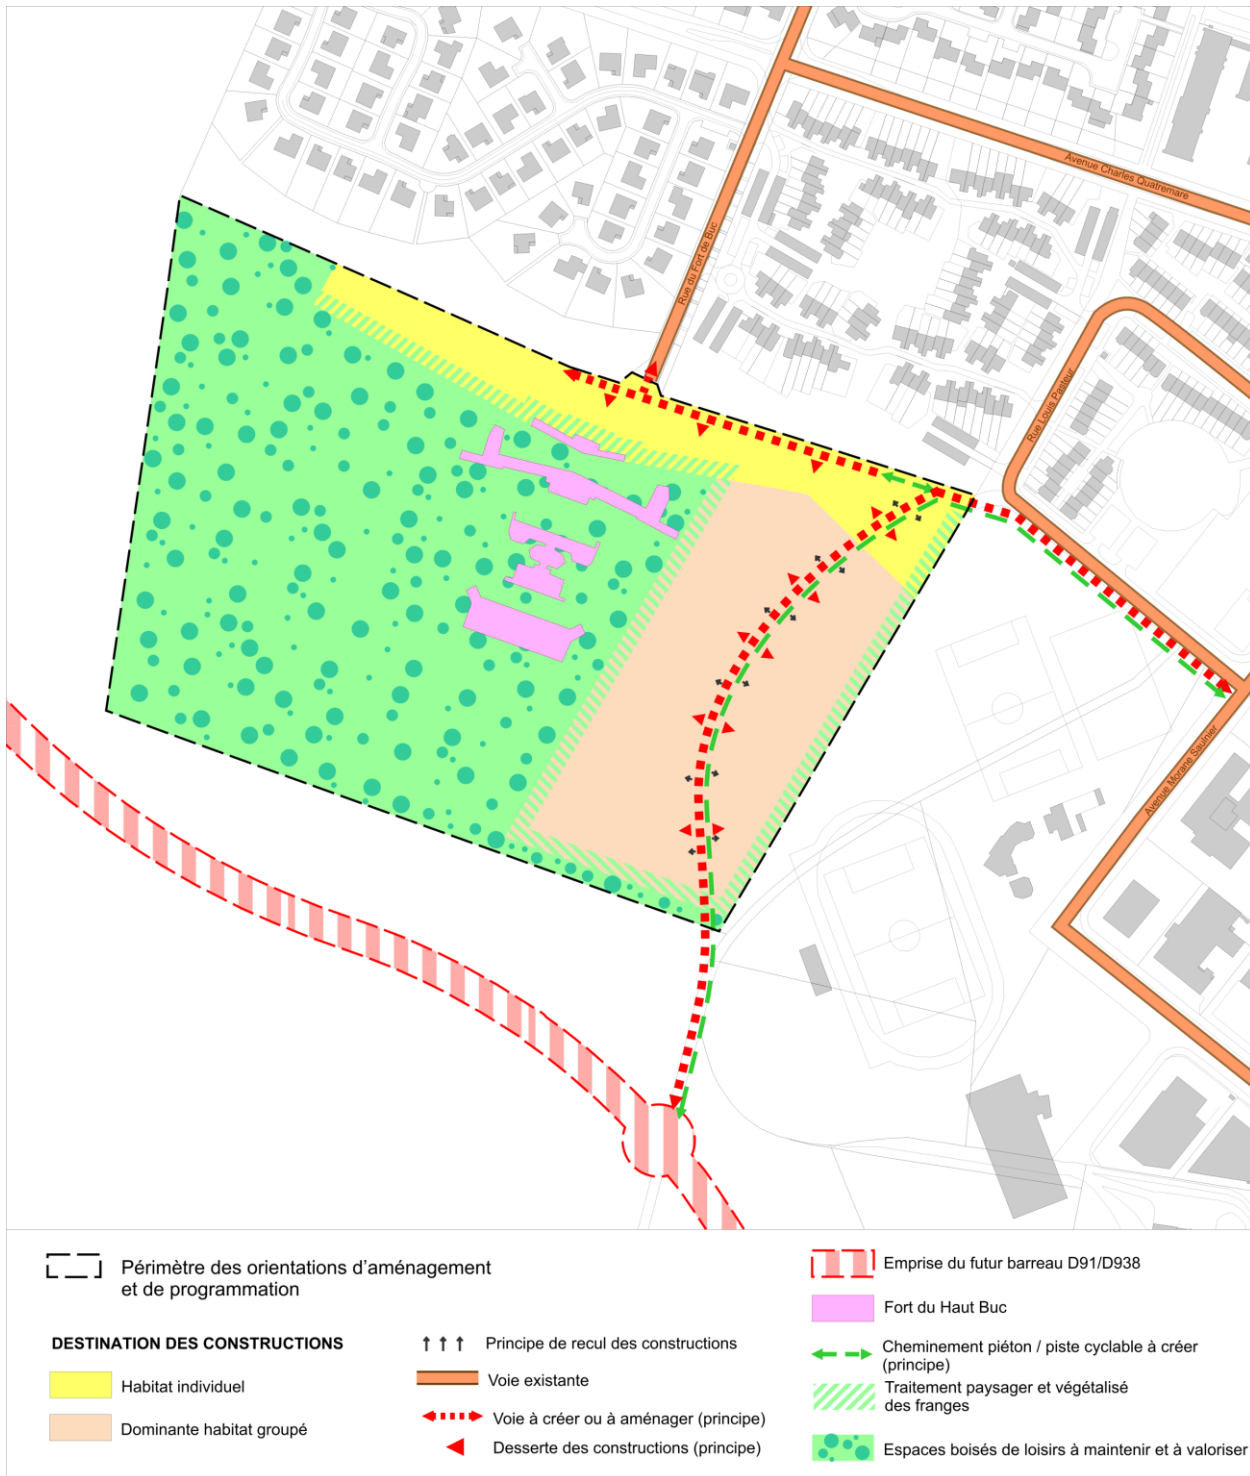 Avenue Charles Quatremare
Rue du Fort de Buc
Rue Louis Pasteur
Avenue Morane Saulnier
Périmètre des orientations d'aménagement
et de programmation
DESTINATION DES CONSTRUCTIONS
Habitat individuel
Dominante habitat groupé
Principe de recul des constructions
Voie existante
Voie à créer ou à aménager (principe)
Desserte des constructions (principe)
Emprise du futur barreau D91/D938
Fort du Haut Buc
Cheminement piéton / piste cyclable à créer
(principe)
Traitement paysager et végétalisé
des franges
Espaces boisés de loisirs à maintenir et à valoriser